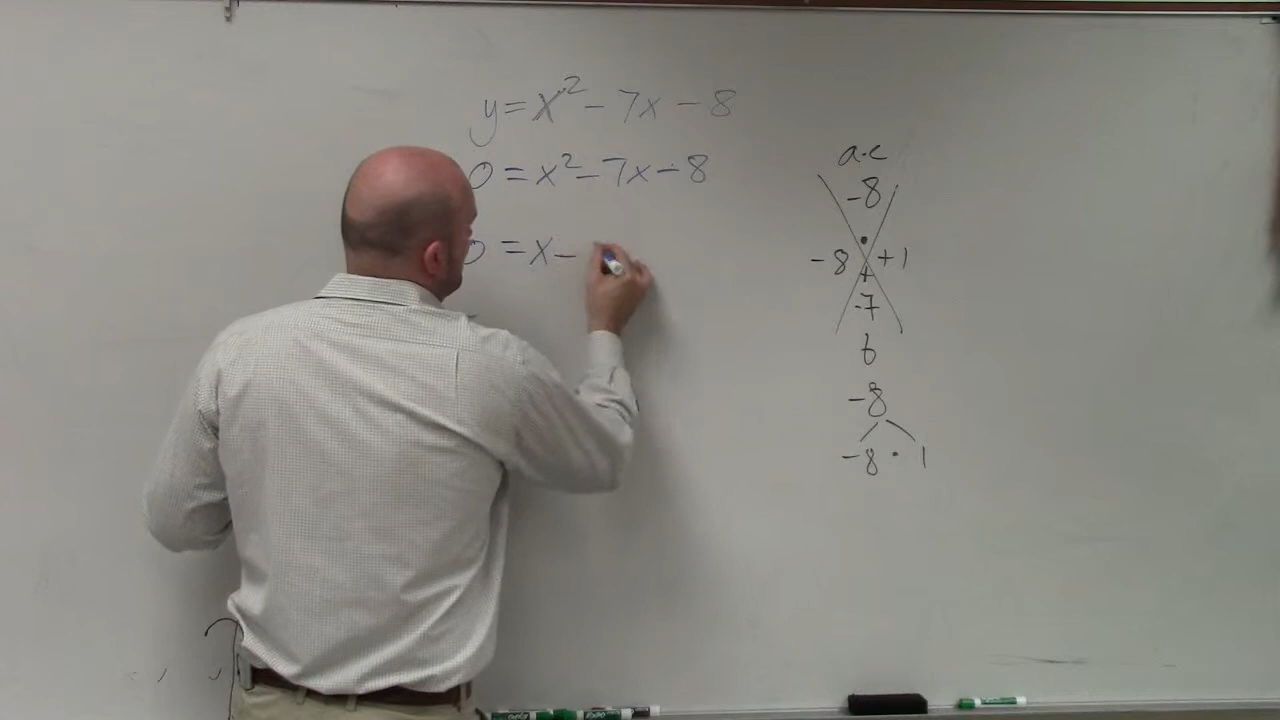 y = x² - 7x - 8
0 = x² - 7x - 8
0 = x -
a·c
-8
-8 +1
+
-7
b
-8
-8 · 1